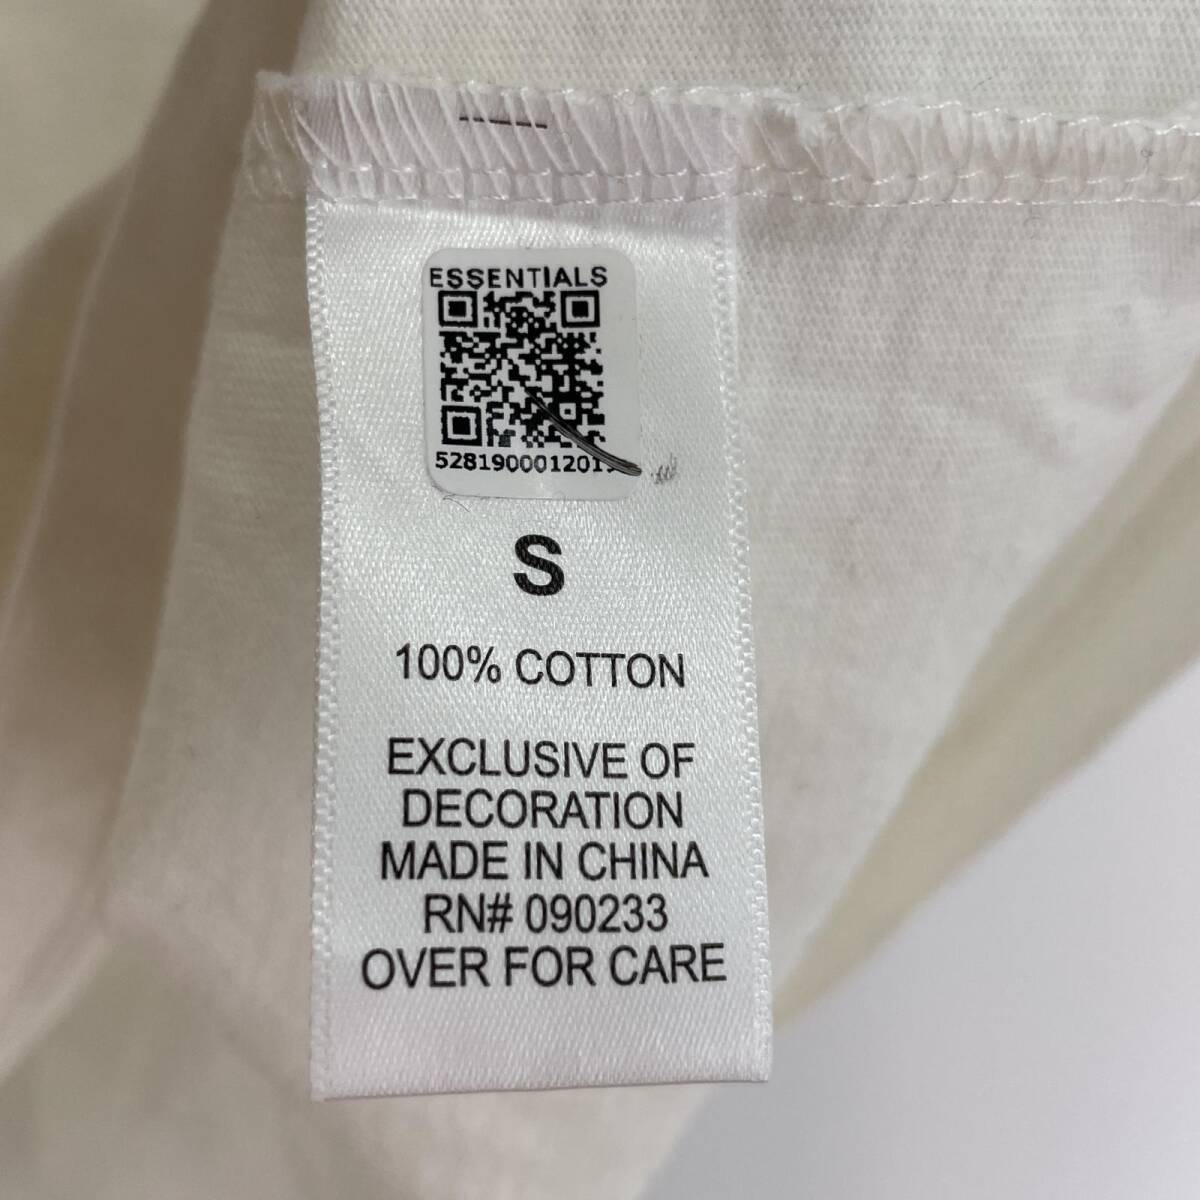 ESSENTIALS
S
100% COTTON
EXCLUSIVE OF
DECORATION
MADE IN CHINA
RN# 090233
OVER FOR CARE